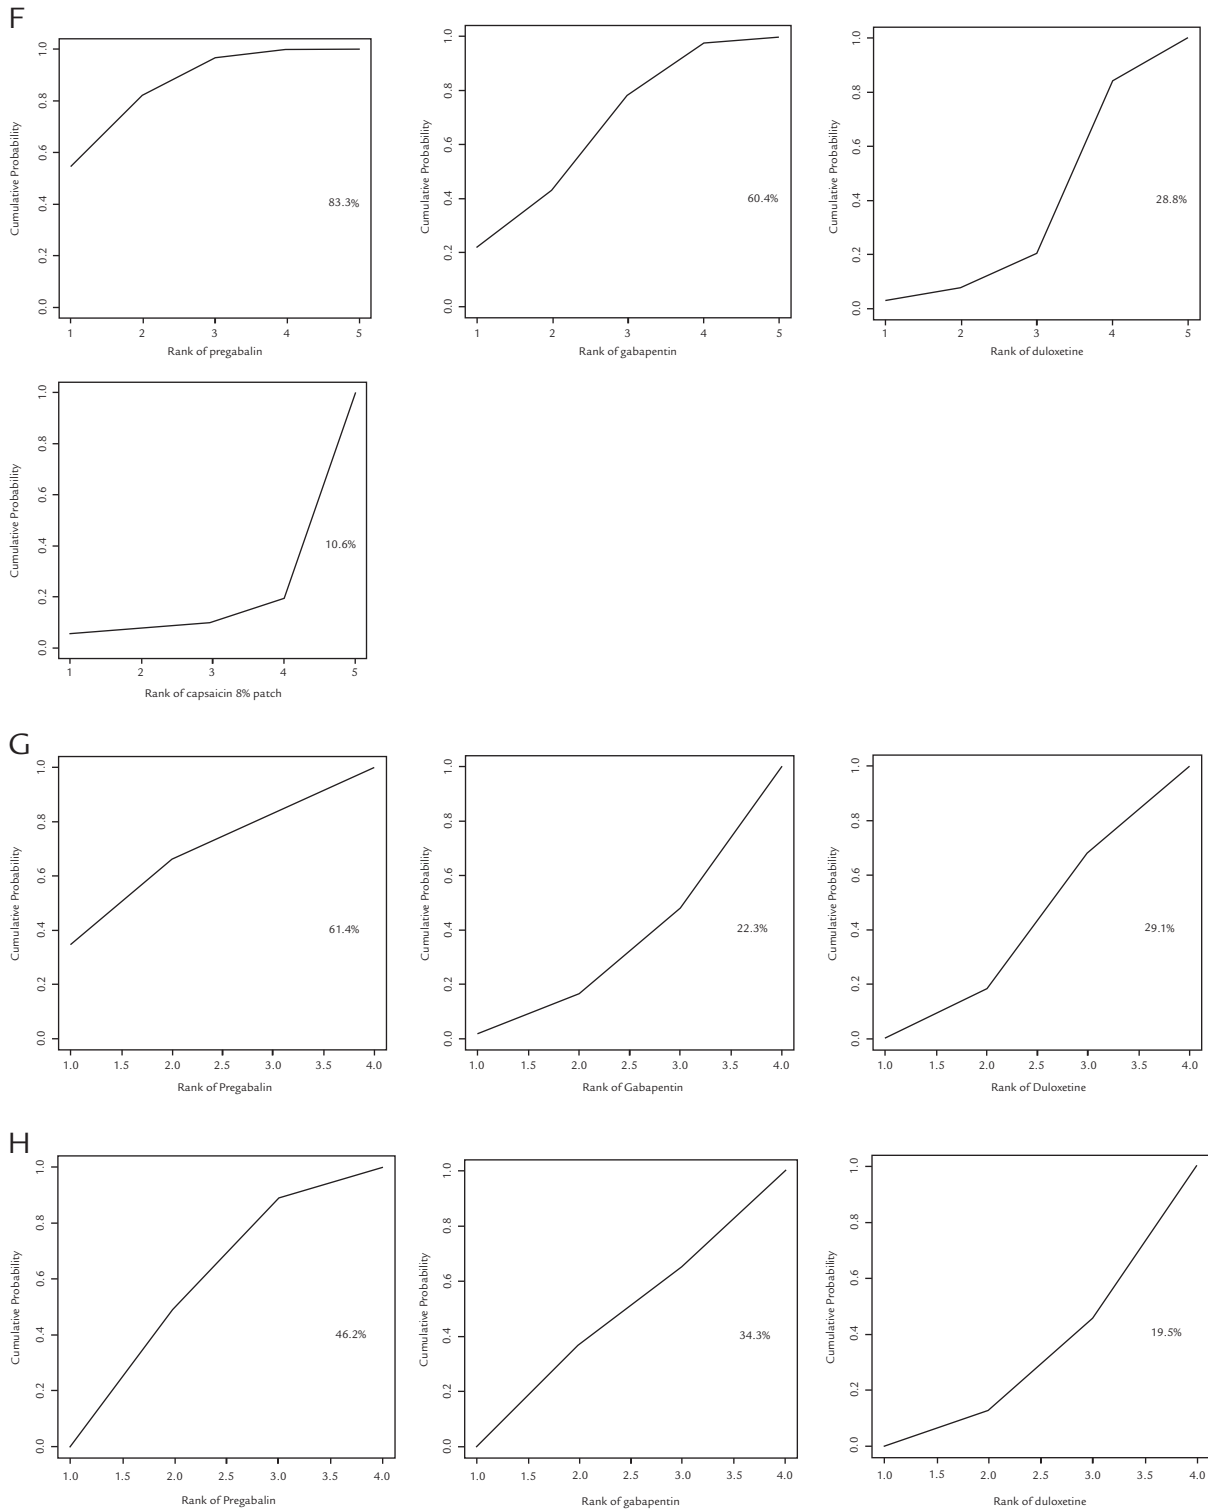 F
1.0
0.8
0.6
0.4
0.2
0.0
Cumulative Probability
83.3%
1 2 3 4 5
Rank of pregabalin
1.0
0.8
0.6
0.4
0.2
0.0
Cumulative Probability
60.4%
1 2 3 4 5
Rank of gabapentin
1.0
0.8
0.6
0.4
0.2
0.0
Cumulative Probability
28.8%
1 2 3 4 5
Rank of duloxetine
1.0
0.8
0.6
0.4
0.2
0.0
Cumulative Probability
10.6%
1 2 3 4 5
Rank of capsaicin 8% patch
G
1.0
0.8
0.6
0.4
0.2
0.0
Cumulative Probability
61.4%
1.0 1.5 2.0 2.5 3.0 3.5 4.0
Rank of Pregabalin
1.0
0.8
0.6
0.4
0.2
0.0
Cumulative Probability
22.3%
1.0 1.5 2.0 2.5 3.0 3.5 4.0
Rank of Gabapentin
1.0
0.8
0.6
0.4
0.2
0.0
Cumulative Probability
29.1%
1.0 1.5 2.0 2.5 3.0 3.5 4.0
Rank of Duloxetine
H
1.0
0.8
0.6
0.4
0.2
0.0
Cumulative Probability
46.2%
1.0 1.5 2.0 2.5 3.0 3.5 4.0
Rank of Pregabalin
1.0
0.8
0.6
0.4
0.2
0.0
Cumulative Probability
34.3%
1.0 1.5 2.0 2.5 3.0 3.5 4.0
Rank of gabapentin
1.0
0.8
0.6
0.4
0.2
0.0
Cumulative Probability
19.5%
1.0 1.5 2.0 2.5 3.0 3.5 4.0
Rank of duloxetine